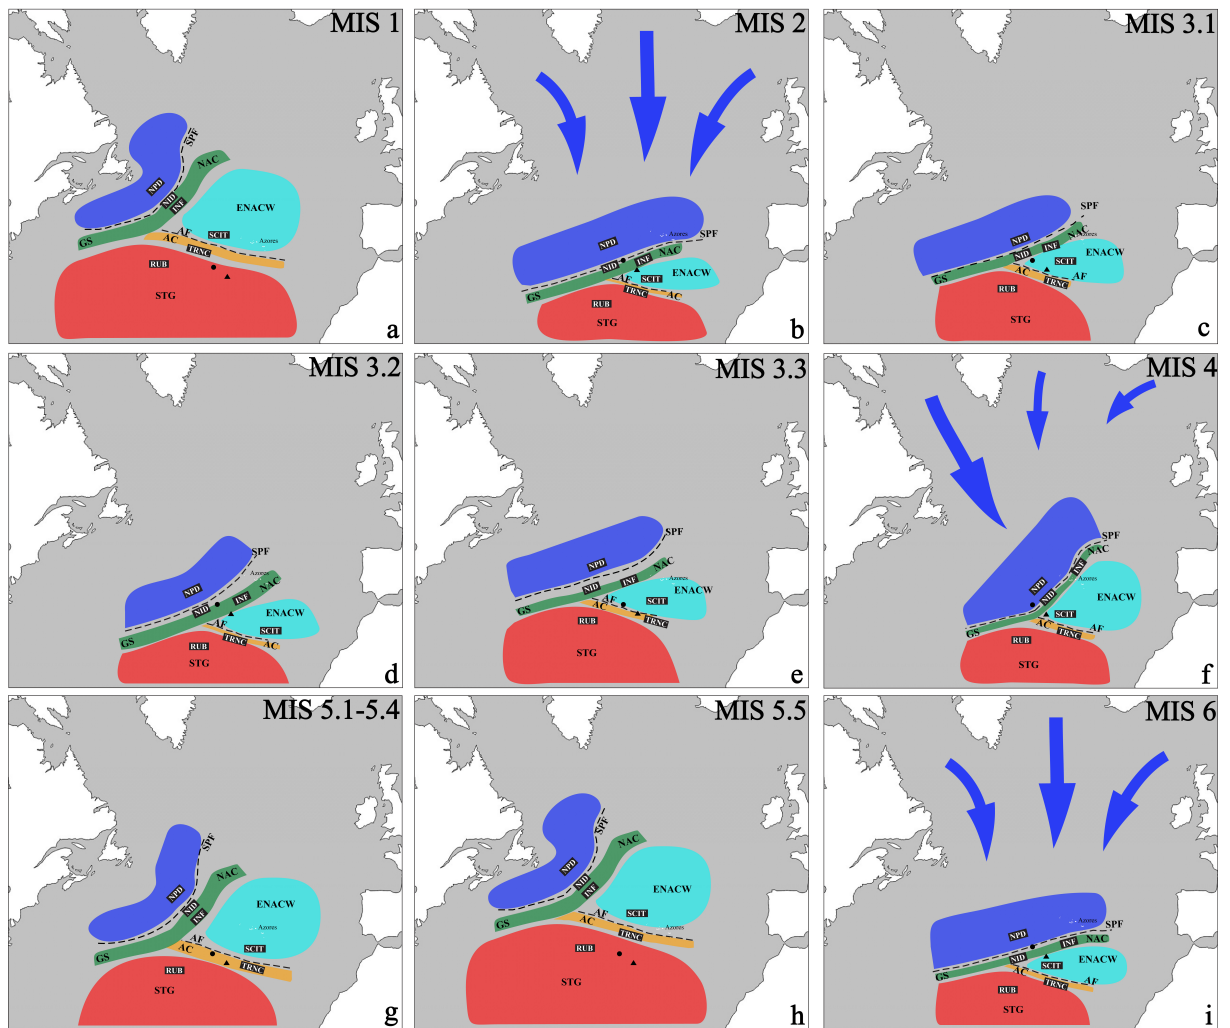 MIS 1
SPF
NAC
NPD
NID
INF
ENACW
GS
AF
SCIT
Azores
AC
TRNC
RUB
STG
a
MIS 2
SPF
NPD
NAC
INF
NID
ENACW
AF
SCIT
GS
AC
RUB
STG
b
MIS 3.1
SPF
NAC
Azores
NPD
INF
ENACW
NID
SCIT
AC
AF
GS
TRNC
RUB
STG
c
MIS 3.2
SPF
Azores
NAC
NPD
INF
NID
ENACW
AF
SCIT
GS
TRNC
AC
RUB
STG
d
MIS 3.3
SPF
NPD
NAC
Azores
INF
NID
ENACW
AF
SCIT
AC
GS
TRNC
RUB
STG
e
MIS 4
SPF
NAC
INF
Azores
NPD
ENACW
NID
SCIT
AC
AF
GS
TRNC
RUB
STG
f
MIS 5.1-5.4
SPF
NAC
NPD
ENACW
NID
INF
Azores
AF
SCIT
AC
GS
TRNC
RUB
STG
g
MIS 5.5
SPF
NAC
NPD
NID
ENACW
INF
AF
SCIT
Azores
AC
GS
TRNC
RUB
STG
h
MIS 6
Azores
SPF
NPD
NAC
INF
NID
ENACW
SCIT
AC
GS
AF
TRNC
RUB
STG
i